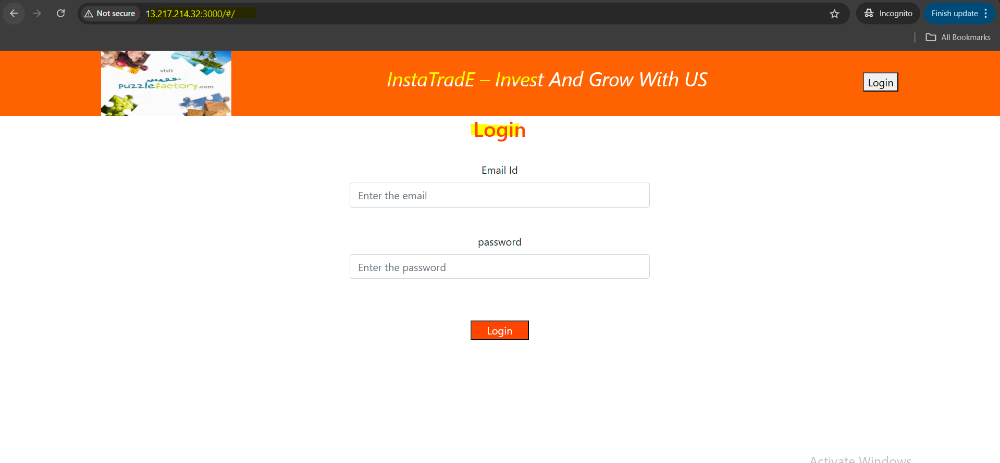 Not secure 13.217.214.32:3000/#/ Incognito Finish update
All Bookmarks
visit
puzzlefactory.com
InstaTradE – Invest And Grow With US
Login
Login
Email Id
Enter the email
password
Enter the password
Login
Activate Windows